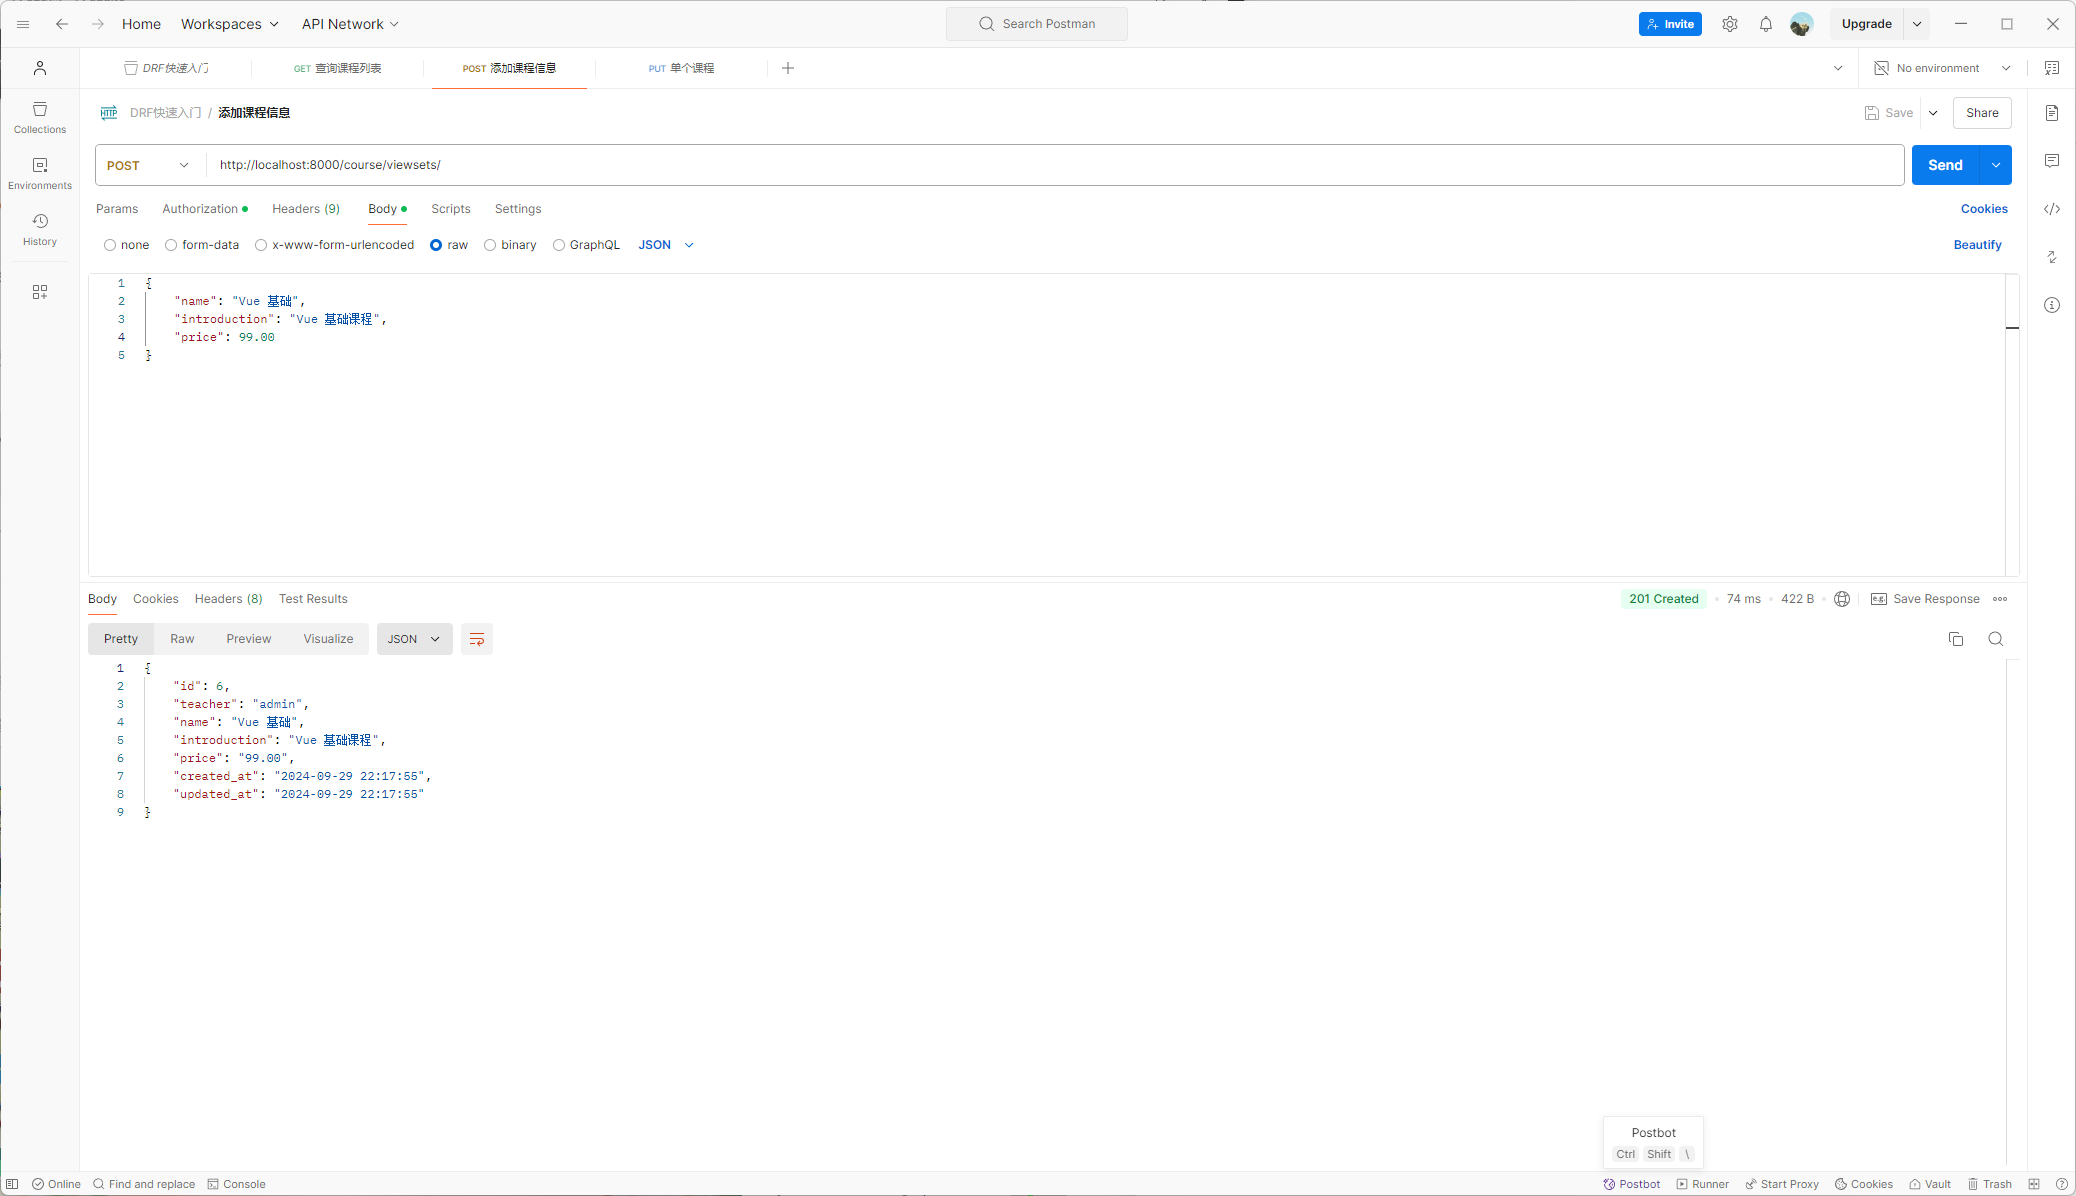 Home Workspaces API Network Search Postman Invite Upgrade
DRF快速入门 GET 查询课程列表 POST 添加课程信息 PUT 单个课程 No environment
HTTP DRF快速入门 / 添加课程信息 Save Share
Collections
POST http://localhost:8000/course/viewsets/ Send
Environments
Params Authorization Headers (9) Body Scripts Settings Cookies
History
none form-data x-www-form-urlencoded raw binary GraphQL JSON Beautify
1 {
2 "name": "Vue 基础",
3 "introduction": "Vue 基础课程",
4 "price": 99.00
5 }
Body Cookies Headers (8) Test Results 201 Created 74 ms 422 B e.g. Save Response
Pretty Raw Preview Visualize JSON
1 {
2 "id": 6,
3 "teacher": "admin",
4 "name": "Vue 基础",
5 "introduction": "Vue 基础课程",
6 "price": "99.00",
7 "created_at": "2024-09-29 22:17:55",
8 "updated_at": "2024-09-29 22:17:55"
9 }
Postbot
Ctrl Shift \
Online Find and replace Console Postbot Runner Start Proxy Cookies Vault Trash